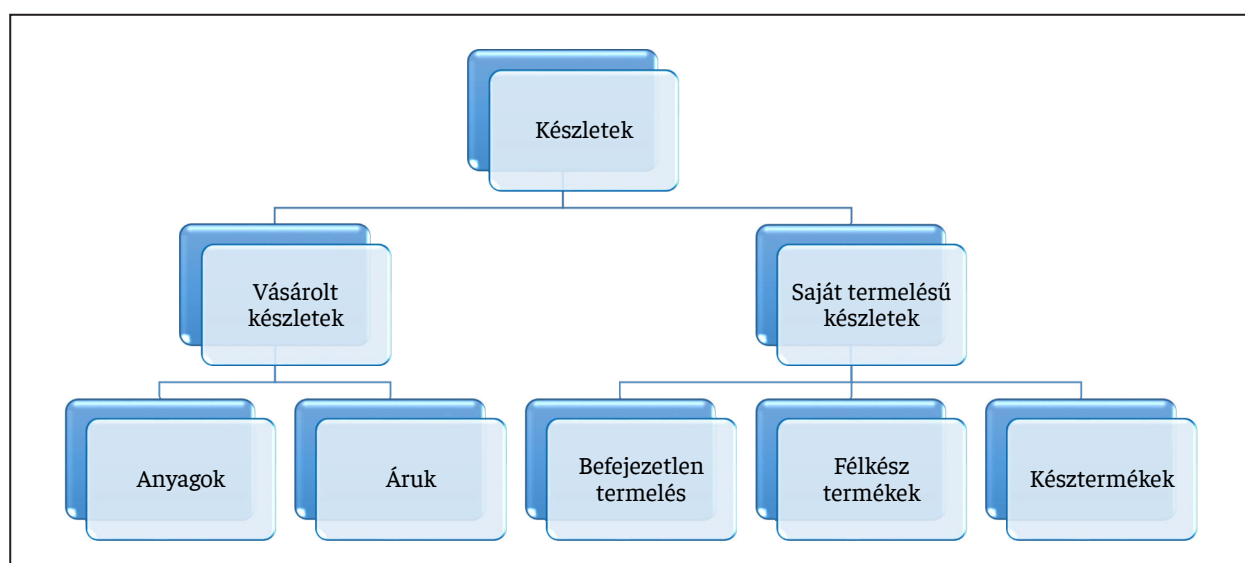 Készletek
Vásárolt
készletek
Saját termelésű
készletek
Anyagok
Áruk
Befejezetlen
termelés
Félkész
termékek
Késztermékek